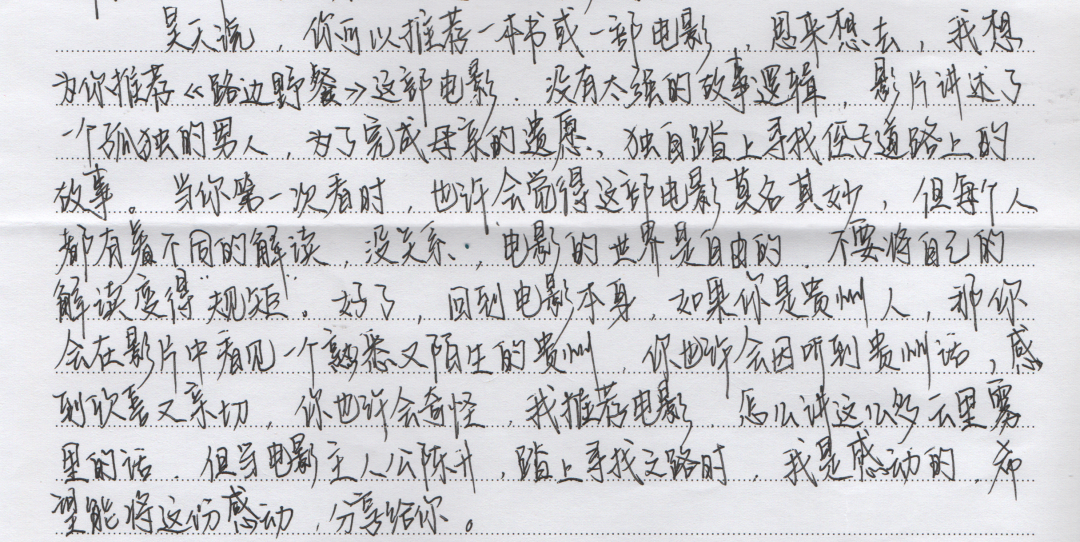 昊天说，你可以推荐一本书或一部电影，思来想去，我想
为你推荐《路边野餐》这部电影．没有太强的故事逻辑，影片讲述了
一个孤独的男人，为了完成母亲的遗愿，独自踏上寻找侄子道路上的
故事。当你第一次看时，也许会觉得这部电影莫名其妙，但每个人
都有着不同的解读，没关系，电影的世界是自由的．不要将自己的
解读变得"规矩"。好了，回到电影本身，如果你是贵州人，那你
会在影片中看见一个熟悉又陌生的贵州，你也许会因听到贵州话，感
到欣喜又亲切，你也许会奇怪，我推荐电影，怎么讲这么多云里雾
里的话．但当电影主人公陈升，踏上寻找之路时，我是感动的，希
望能将这份感动，分享给你。